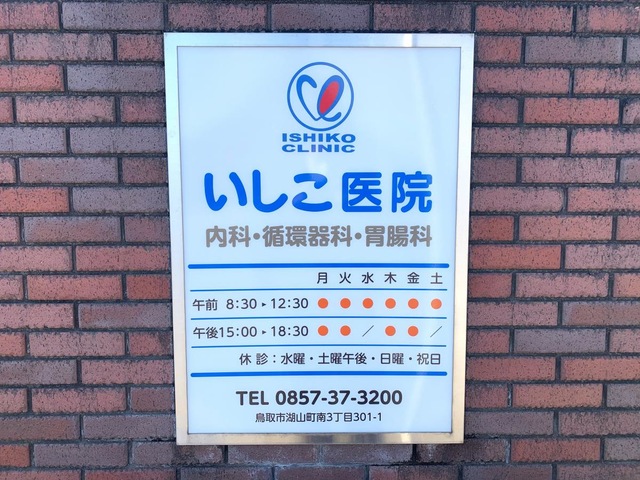 ISHIKO
CLINIC
いしこ医院
内科・循環器科・胃腸科
月 火 水 木 金 土
午前 8:30▶12:30 ● ● ● ● ● ●
午後15:00▶18:30 ● ● ／ ● ● ／
休診：水曜・土曜午後・日曜・祝日
TEL 0857-37-3200
鳥取市湖山町南3丁目301-1